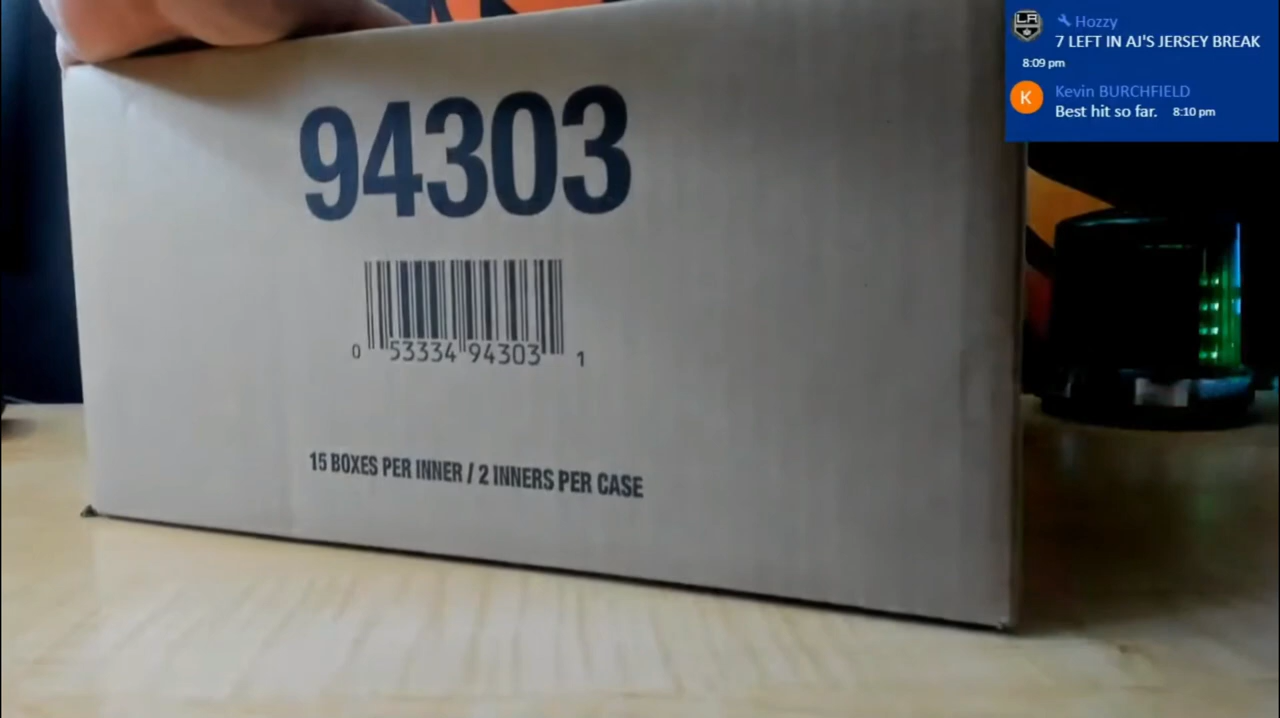 94303
0 53334 94303 1
15 BOXES PER INNER / 2 INNERS PER CASE
LA
Hozzy
7 LEFT IN AJ'S JERSEY BREAK
8:09 pm
K
Kevin BURCHFIELD
Best hit so far. 8:10 pm